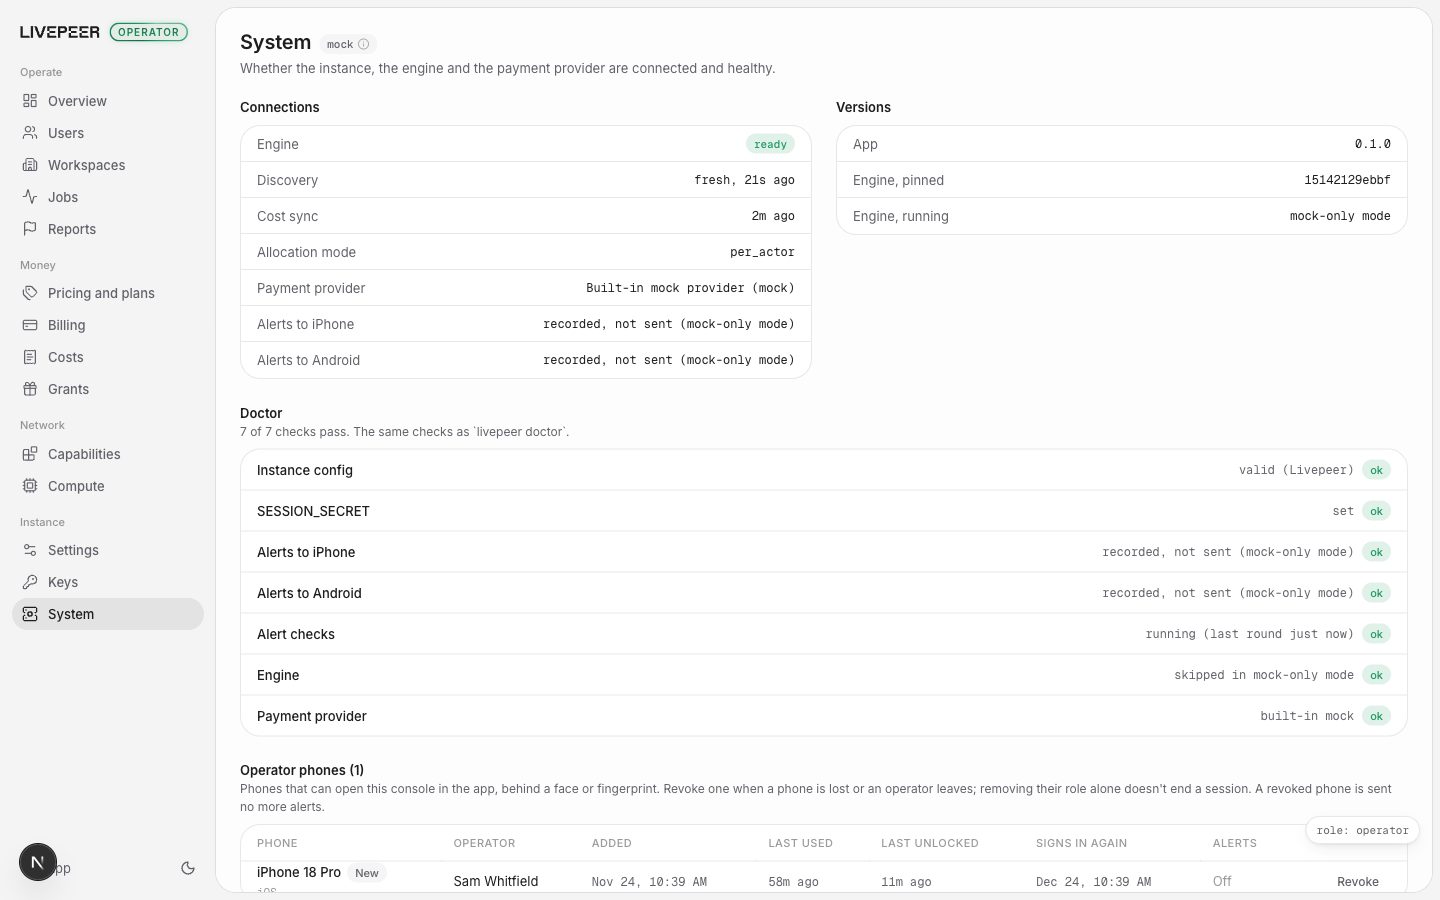 LIVEPEER OPERATOR
Operate
Overview
Users
Workspaces
Jobs
Reports
Money
Pricing and plans
Billing
Costs
Grants
Network
Capabilities
Compute
Instance
Settings
Keys
System
N
pp
System mock
Whether the instance, the engine and the payment provider are connected and healthy.
Connections
Engine ready
Discovery fresh, 21s ago
Cost sync 2m ago
Allocation mode per_actor
Payment provider Built-in mock provider (mock)
Alerts to iPhone recorded, not sent (mock-only mode)
Alerts to Android recorded, not sent (mock-only mode)
Versions
App 0.1.0
Engine, pinned 15142129ebbf
Engine, running mock-only mode
Doctor
7 of 7 checks pass. The same checks as `livepeer doctor`.
Instance config valid (Livepeer) ok
SESSION_SECRET set ok
Alerts to iPhone recorded, not sent (mock-only mode) ok
Alerts to Android recorded, not sent (mock-only mode) ok
Alert checks running (last round just now) ok
Engine skipped in mock-only mode ok
Payment provider built-in mock ok
Operator phones (1)
Phones that can open this console in the app, behind a face or fingerprint. Revoke one when a phone is lost or an operator leaves; removing their role alone doesn't end a session. A revoked phone is sent
no more alerts.
role: operator
PHONE OPERATOR ADDED LAST USED LAST UNLOCKED SIGNS IN AGAIN ALERTS
iPhone 18 Pro New Sam Whitfield Nov 24, 10:39 AM 58m ago 11m ago Dec 24, 10:39 AM Off Revoke